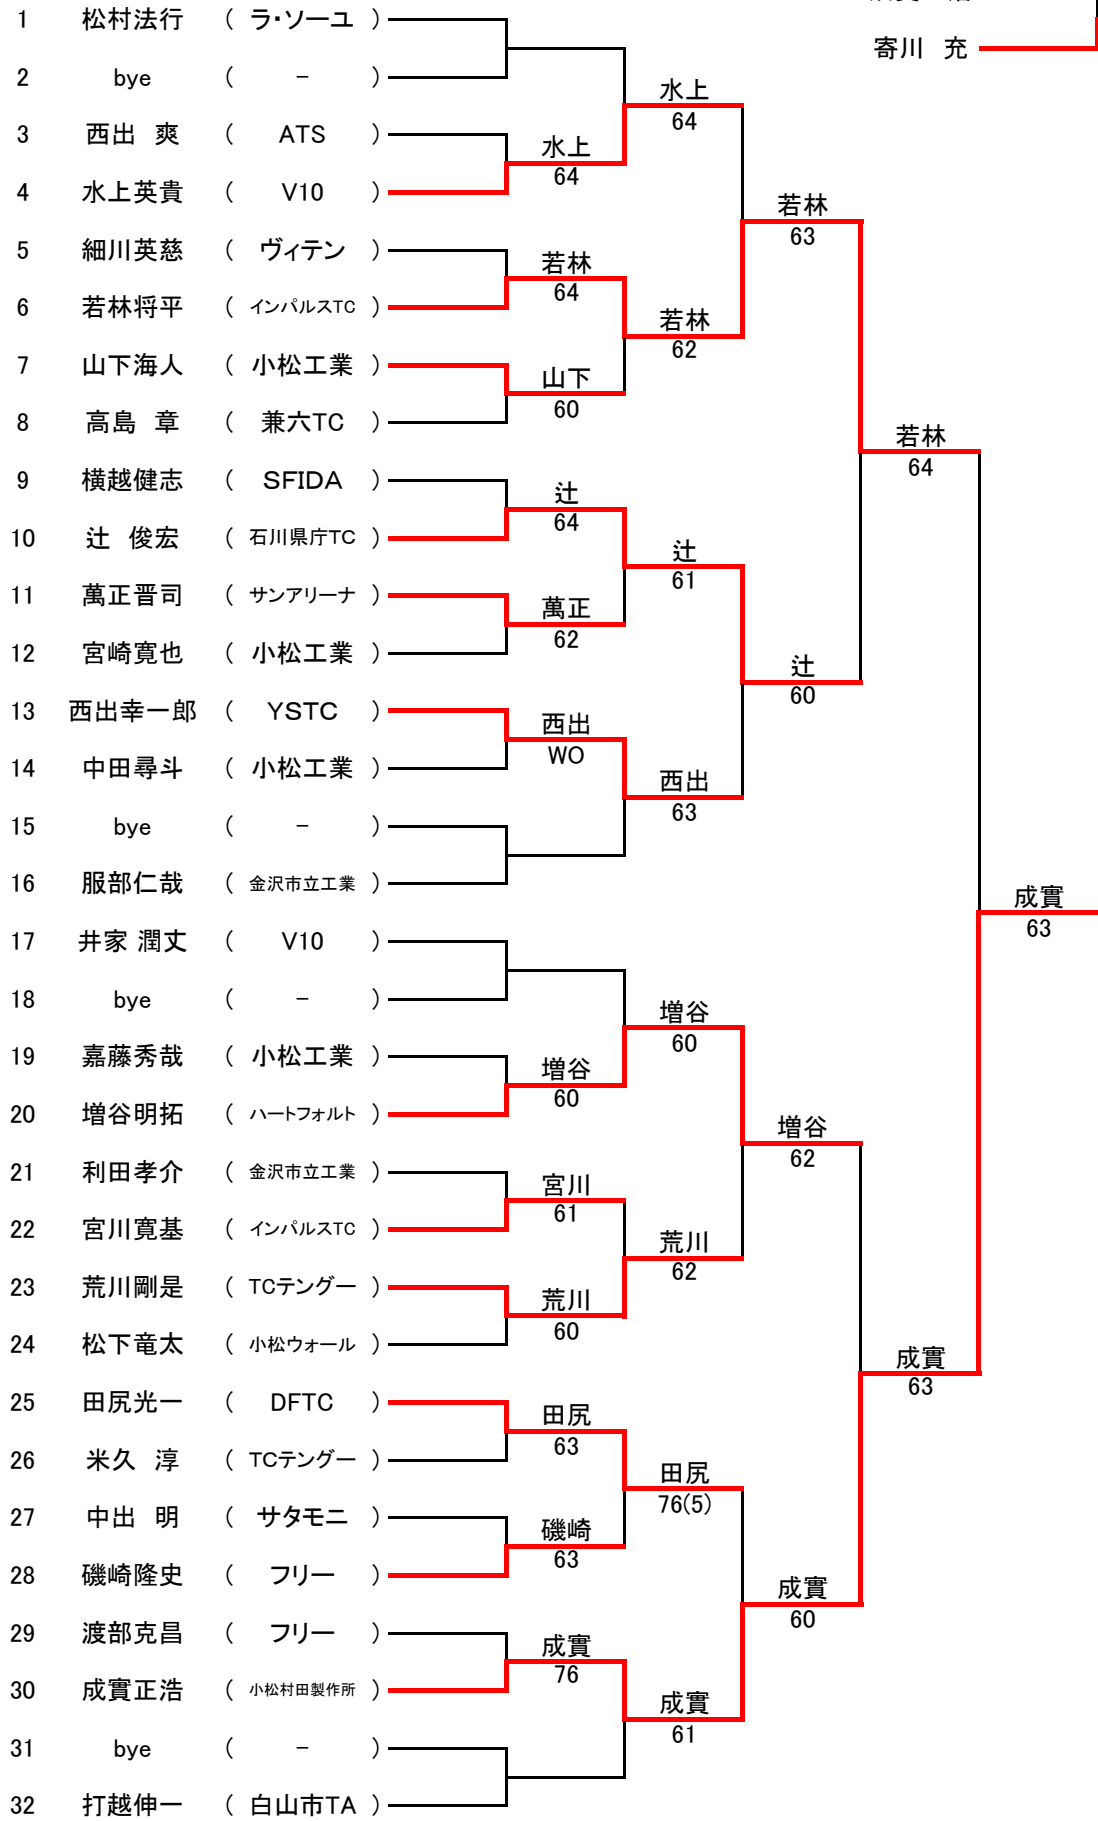 寄川 充
1 松村法行 ( ラ・ソーユ )
2 bye ( - )
水上
64
3 西出 爽 ( ATS )
水上
64
4 水上英貴 ( V10 )
若林
63
5 細川英慈 ( ヴィテン )
若林
64
6 若林将平 ( インパルスTC )
若林
62
7 山下海人 ( 小松工業 )
山下
60
8 高島 章 ( 兼六TC )
若林
64
9 横越健志 ( SFIDA )
辻
64
10 辻 俊宏 ( 石川県庁TC )
辻
61
11 萬正晋司 ( サンアリーナ )
萬正
62
12 宮崎寛也 ( 小松工業 )
辻
60
13 西出幸一郎 ( YSTC )
西出
WO
14 中田尋斗 ( 小松工業 )
西出
63
15 bye ( - )
16 服部仁哉 ( 金沢市立工業 )
成實
63
17 井家 潤丈 ( V10 )
18 bye ( - )
増谷
60
19 嘉藤秀哉 ( 小松工業 )
増谷
60
20 増谷明拓 ( ハートフォルト )
増谷
62
21 利田孝介 ( 金沢市立工業 )
宮川
61
22 宮川寛基 ( インパルスTC )
荒川
62
23 荒川剛是 ( TCテングー )
荒川
60
24 松下竜太 ( 小松ウォール )
成實
63
25 田尻光一 ( DFTC )
田尻
63
26 米久 淳 ( TCテングー )
田尻
76(5)
27 中出 明 ( サタモニ )
磯崎
63
28 磯崎隆史 ( フリー )
成實
60
29 渡部克昌 ( フリー )
成實
76
30 成實正浩 ( 小松村田製作所 )
成實
61
31 bye ( - )
32 打越伸一 ( 白山市TA )